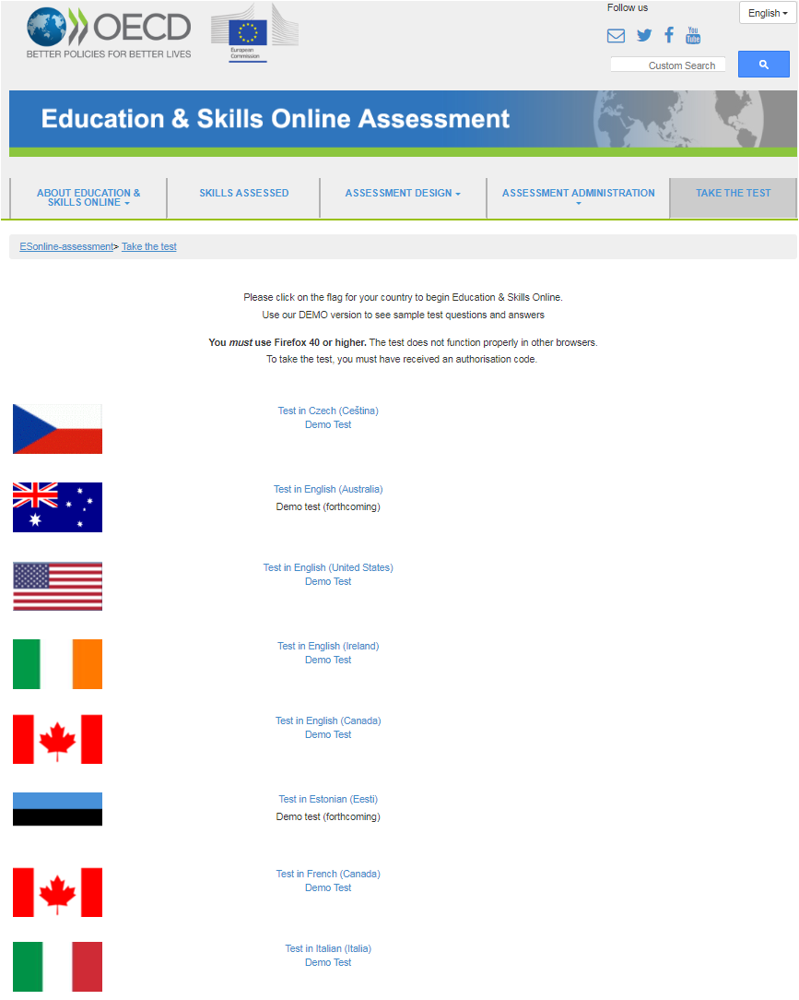 OECD
BETTER POLICIES FOR BETTER LIVES
European
Commission
Follow us
English
You
Tube
Custom Search
Education & Skills Online Assessment
ABOUT EDUCATION &
SKILLS ONLINE
SKILLS ASSESSED
ASSESSMENT DESIGN
ASSESSMENT ADMINISTRATION
TAKE THE TEST
ESonline-assessment> Take the test
Please click on the flag for your country to begin Education & Skills Online.
Use our DEMO version to see sample test questions and answers
You must use Firefox 40 or higher. The test does not function properly in other browsers.
To take the test, you must have received an authorisation code.
Test in Czech (Ceština)
Demo Test
Test in English (Australia)
Demo test (forthcoming)
Test in English (United States)
Demo Test
Test in English (Ireland)
Demo Test
Test in English (Canada)
Demo Test
Test in Estonian (Eesti)
Demo test (forthcoming)
Test in French (Canada)
Demo Test
Test in Italian (Italia)
Demo Test